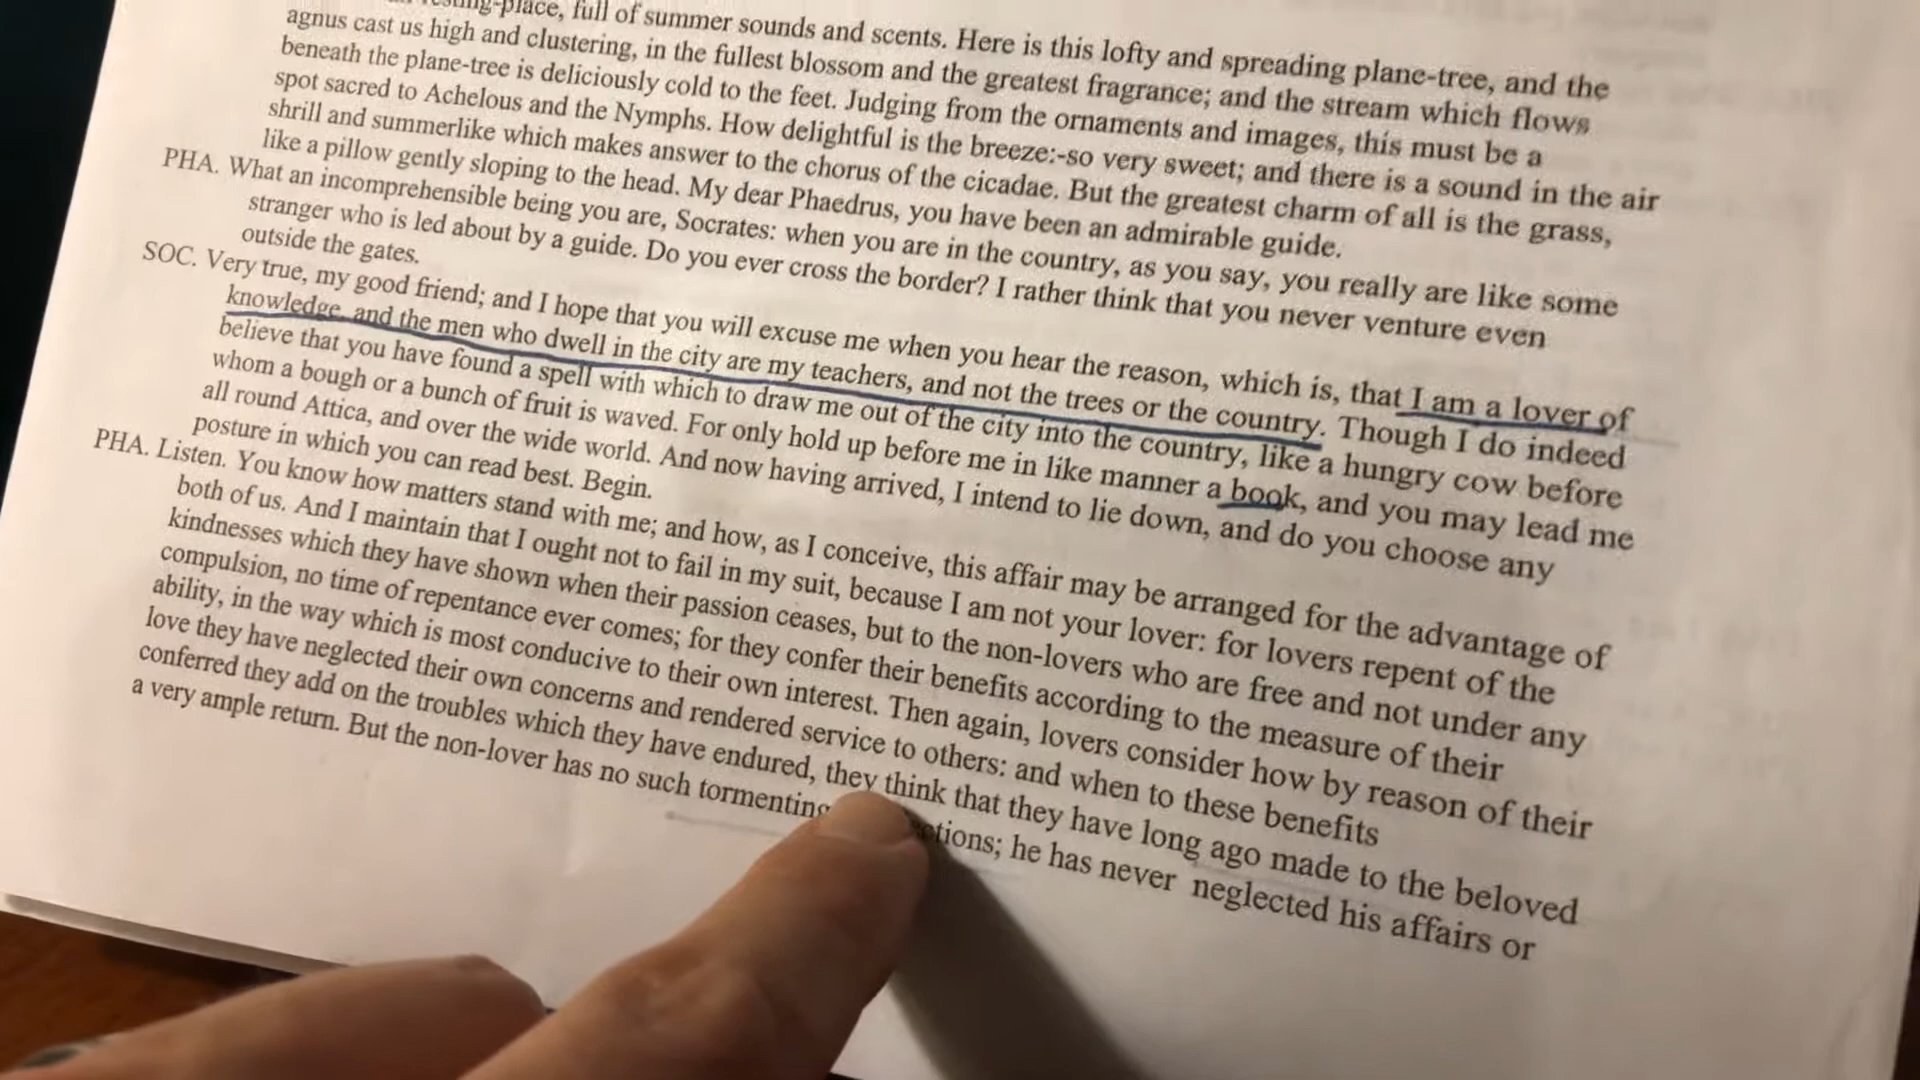 full of summer sounds and scents. Here is this lofty and spreading plane-tree, and the
agnus cast us high and clustering, in the fullest blossom and the greatest fragrance; and the stream which flows
beneath the plane-tree is deliciously cold to the feet. Judging from the ornaments and images, this must be a
spot sacred to Achelous and the Nymphs. How delightful is the breeze:-so very sweet; and there is a sound in the air
shrill and summerlike which makes answer to the chorus of the cicadae. But the greatest charm of all is the grass,
like a pillow gently sloping to the head. My dear Phaedrus, you have been an admirable guide.
PHA. What an incomprehensible being you are, Socrates: when you are in the country, as you say, you really are like some
stranger who is led about by a guide. Do you ever cross the border? I rather think that you never venture even
outside the gates.
SOC. Very true, my good friend; and I hope that you will excuse me when you hear the reason, which is, that I am a lover of
knowledge, and the men who dwell in the city are my teachers, and not the trees or the country. Though I do indeed
believe that you have found a spell with which to draw me out of the city into the country, like a hungry cow before
whom a bough or a bunch of fruit is waved. For only hold up before me in like manner a book, and you may lead me
all round Attica, and over the wide world. And now having arrived, I intend to lie down, and do you choose any
posture in which you can read best. Begin.
PHA. Listen. You know how matters stand with me; and how, as I conceive, this affair may be arranged for the advantage of
both of us. And I maintain that I ought not to fail in my suit, because I am not your lover: for lovers repent of the
kindnesses which they have shown when their passion ceases, but to the non-lovers who are free and not under any
compulsion, no time of repentance ever comes; for they confer their benefits according to the measure of their
ability, in the way which is most conducive to their own interest. Then again, lovers consider how by reason of their
love they have neglected their own concerns and rendered service to others: and when to these benefits
conferred they add on the troubles which they have endured, they think that they have long ago made to the beloved
a very ample return. But the non-lover has no such tormenting he has never neglected his affairs or